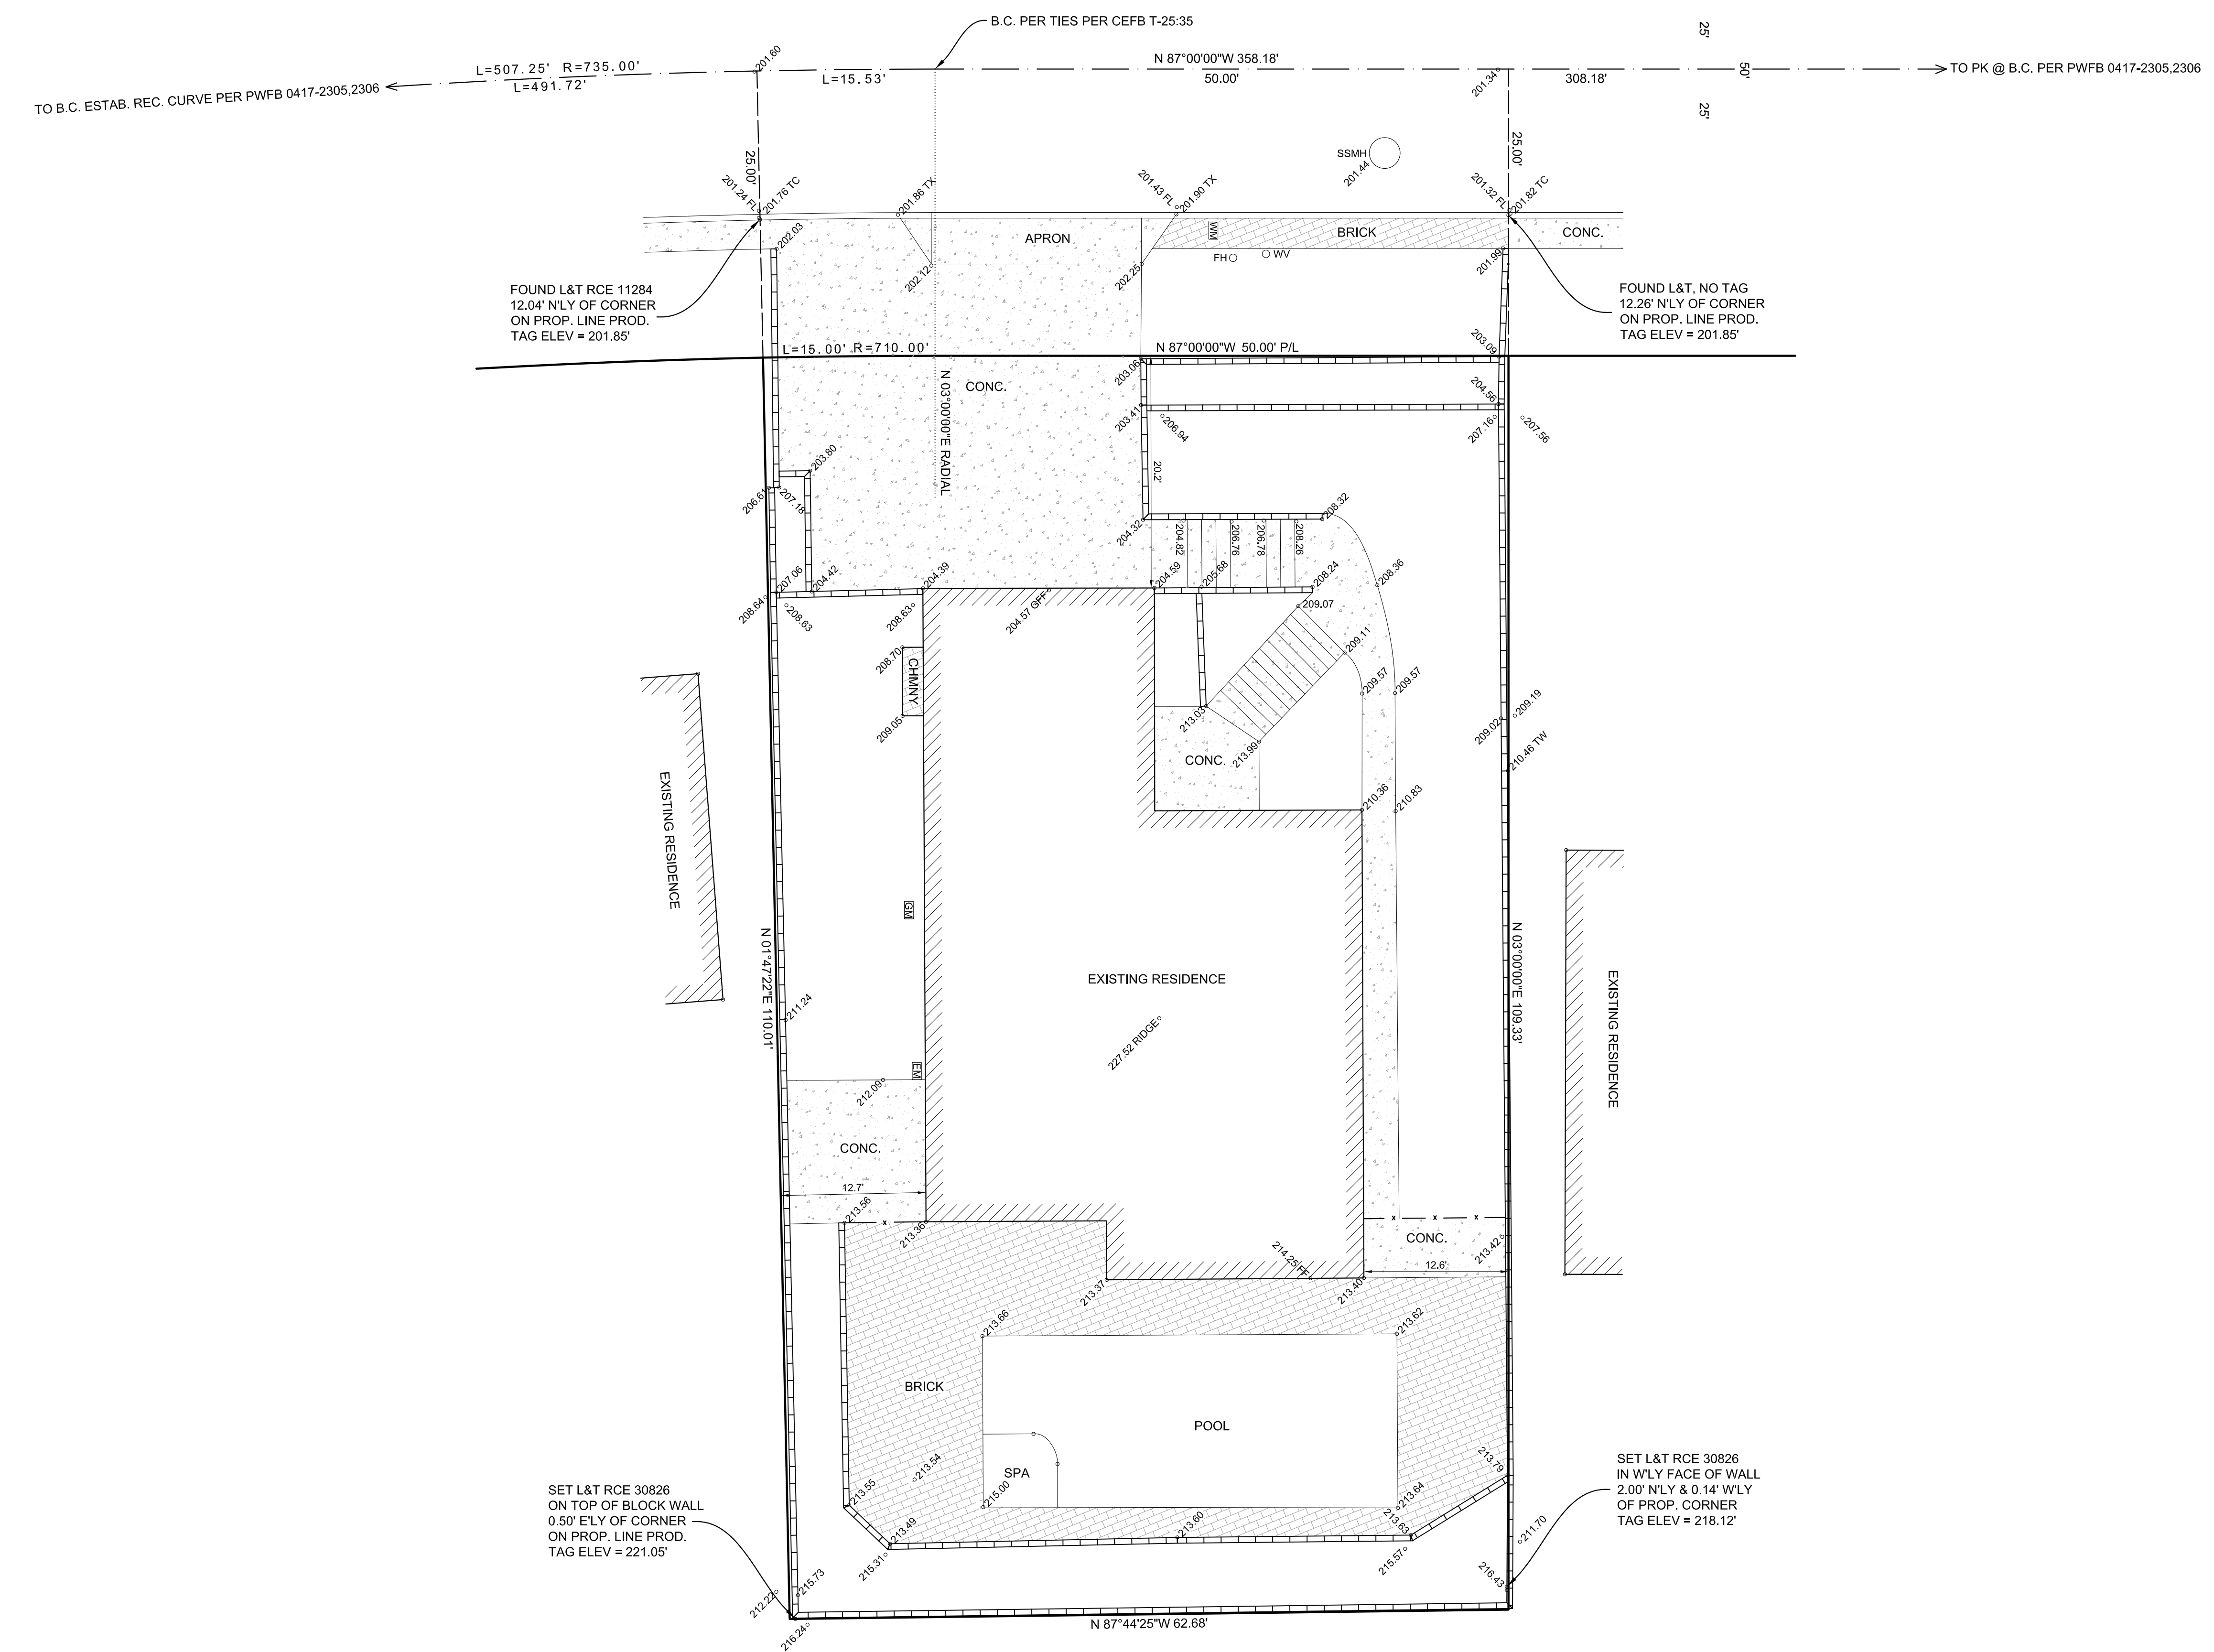 B.C. PER TIES PER CEFB T-25:35
25'
50'
25'
L=507.25' R=735.00'
201.60
N 87°00'00"W 358.18'
L=491.72'
L=15.53'
50.00'
201.34
308.18'
TO B.C. ESTAB. REC. CURVE PER PWFB 0417-2305,2306
TO PK @ B.C. PER PWFB 0417-2305,2306
25.00'
25.00'
SSMH
201.44
201.24 FL
201.76 TC
201.86 TX
201.43 FL
201.90 TX
201.32 FL
201.82 TC
202.03
APRON
WM
BRICK
CONC.
FH
WV
201.99
202.12
202.25
FOUND L&T RCE 11284
12.04' N'LY OF CORNER
ON PROP. LINE PROD.
TAG ELEV = 201.85'
FOUND L&T, NO TAG
12.26' N'LY OF CORNER
ON PROP. LINE PROD.
TAG ELEV = 201.85'
L=15.00' R=710.00'
N 87°00'00"W 50.00' P/L
203.09
203.06
CONC.
N 03°00'00"E RADIAL
204.56
203.41
206.94
207.16
207.56
203.80
20.2'
206.61
207.18
204.32
204.82
206.76
206.78
208.26
208.32
207.06
204.42
204.39
204.59
205.68
208.24
208.36
208.64
208.63
208.63
204.57 GFF
209.07
209.11
208.70
CHMNY
209.05
209.57
209.57
213.03
209.02
209.19
210.46 TW
CONC.
213.99
210.36
210.83
EXISTING RESIDENCE
GM
N 01°47'22"E 110.01'
EXISTING RESIDENCE
N 03°00'00"E 109.33'
EXISTING RESIDENCE
211.24
227.52 RIDGE
EM
212.09
CONC.
12.7'
213.56
213.36
x
x
x
x
CONC.
213.42
214.25 FF
12.6'
213.37
213.40
213.66
213.62
BRICK
POOL
SPA
213.54
213.55
215.00
213.64
213.79
213.49
213.60
213.63
215.31
215.57
211.70
SET L&T RCE 30826
ON TOP OF BLOCK WALL
0.50' E'LY OF CORNER
ON PROP. LINE PROD.
TAG ELEV = 221.05'
SET L&T RCE 30826
IN W'LY FACE OF WALL
2.00' N'LY & 0.14' W'LY
OF PROP. CORNER
TAG ELEV = 218.12'
212.22
215.73
216.43
216.24
N 87°44'25"W 62.68'